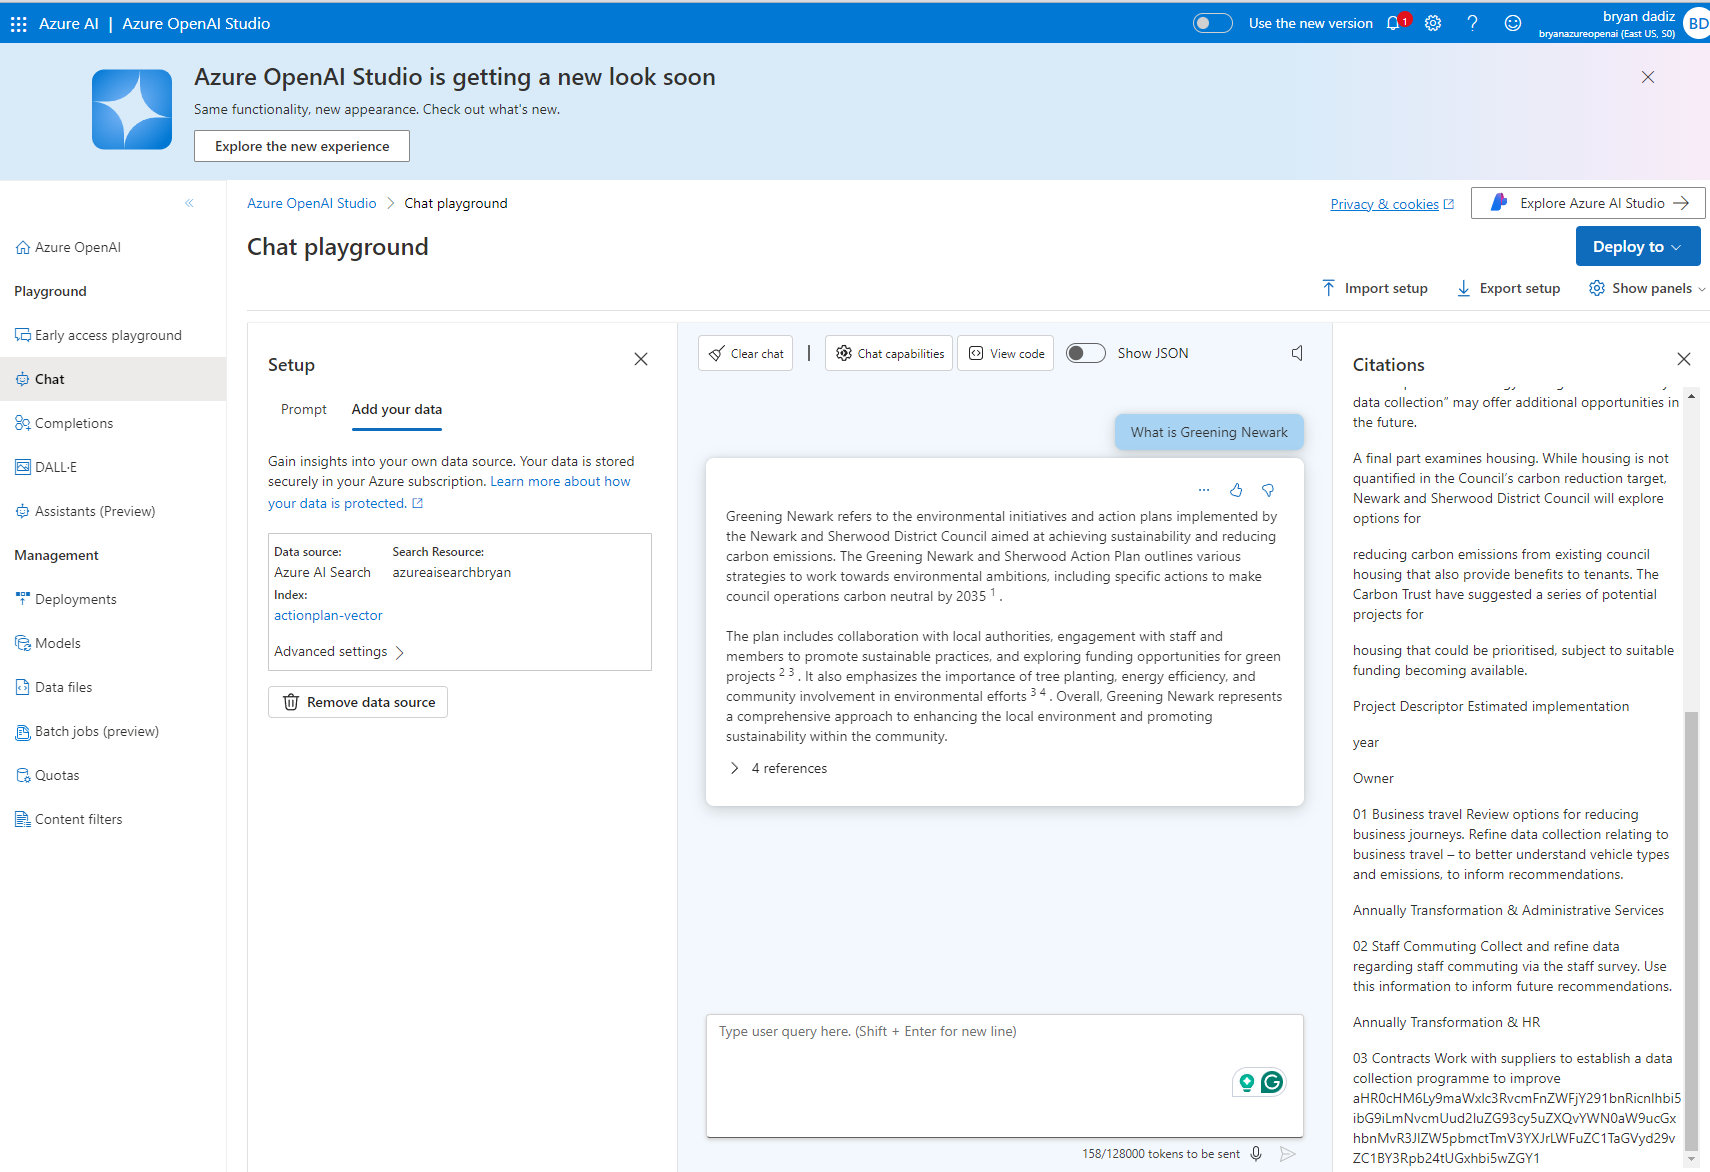 Azure AI | Azure OpenAI Studio
Use the new version
1
bryan dadiz
bryanazureopenai (East US, S0)
BD
Azure OpenAI Studio is getting a new look soon
Same functionality, new appearance. Check out what's new.
Explore the new experience
Azure OpenAI Studio > Chat playground
Privacy & cookies
Explore Azure AI Studio
Chat playground
Deploy to
Import setup
Export setup
Show panels
Azure OpenAI
Playground
Early access playground
Chat
Completions
DALL·E
Assistants (Preview)
Management
Deployments
Models
Data files
Batch jobs (preview)
Quotas
Content filters
Setup
Prompt
Add your data
Gain insights into your own data source. Your data is stored
securely in your Azure subscription. Learn more about how
your data is protected.
Data source:
Azure AI Search
Search Resource:
azureaisearchbryan
Index:
actionplan-vector
Advanced settings
Remove data source
Clear chat
Chat capabilities
View code
Show JSON
What is Greening Newark
Greening Newark refers to the environmental initiatives and action plans implemented by
the Newark and Sherwood District Council aimed at achieving sustainability and reducing
carbon emissions. The Greening Newark and Sherwood Action Plan outlines various
strategies to work towards environmental ambitions, including specific actions to make
council operations carbon neutral by 2035 1 .
The plan includes collaboration with local authorities, engagement with staff and
members to promote sustainable practices, and exploring funding opportunities for green
projects 2 3 . It also emphasizes the importance of tree planting, energy efficiency, and
community involvement in environmental efforts 3 4 . Overall, Greening Newark represents
a comprehensive approach to enhancing the local environment and promoting
sustainability within the community.
4 references
Type user query here. (Shift + Enter for new line)
158/128000 tokens to be sent
Citations
data collection” may offer additional opportunities in
the future.
A final part examines housing. While housing is not
quantified in the Council’s carbon reduction target,
Newark and Sherwood District Council will explore
options for
reducing carbon emissions from existing council
housing that also provide benefits to tenants. The
Carbon Trust have suggested a series of potential
projects for
housing that could be prioritised, subject to suitable
funding becoming available.
Project Descriptor Estimated implementation
year
Owner
01 Business travel Review options for reducing
business journeys. Refine data collection relating to
business travel – to better understand vehicle types
and emissions, to inform recommendations.
Annually Transformation & Administrative Services
02 Staff Commuting Collect and refine data
regarding staff commuting via the staff survey. Use
this information to inform future recommendations.
Annually Transformation & HR
03 Contracts Work with suppliers to establish a data
collection programme to improve